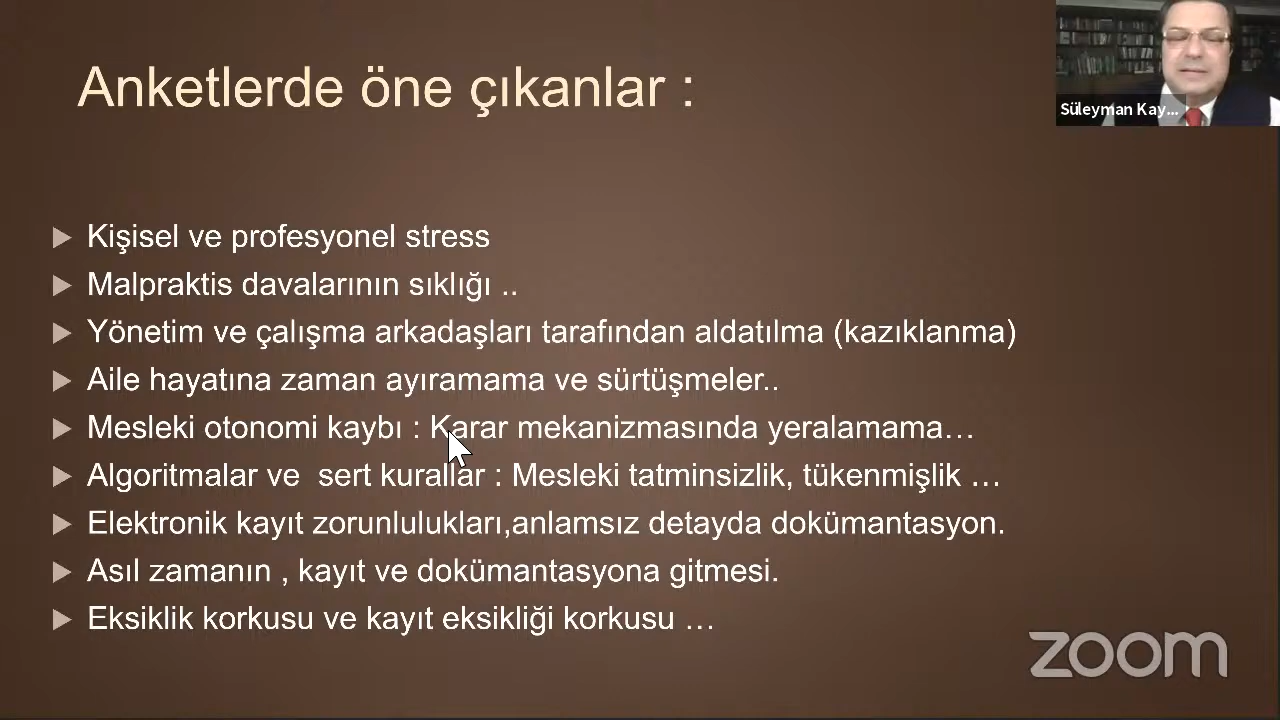 Anketlerde öne çıkanlar :
Süleyman Kay...
Kişisel ve profesyonel stress
Malpraktis davalarının sıklığı ..
Yönetim ve çalışma arkadaşları tarafından aldatılma (kazıklanma)
Aile hayatına zaman ayıramama ve sürtüşmeler..
Mesleki otonomi kaybı : Karar mekanizmasında yeralamama…
Algoritmalar ve  sert kurallar : Mesleki tatminsizlik, tükenmişlik …
Elektronik kayıt zorunlulukları,anlamsız detayda dokümantasyon.
Asıl zamanın , kayıt ve dokümantasyona gitmesi.
Eksiklik korkusu ve kayıt eksikliği korkusu …
zoom